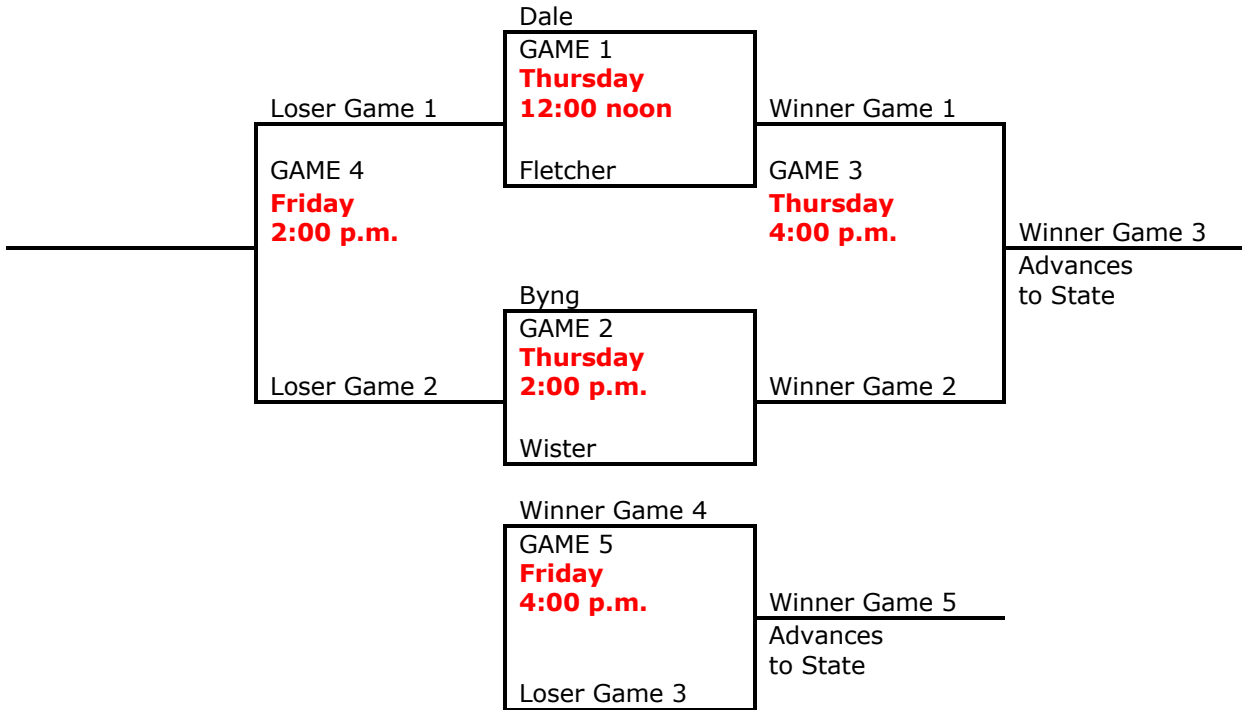 Dale
GAME 1
Thursday
12:00 noon
Fletcher
Loser Game 1
GAME 4
Friday
2:00 p.m.
Loser Game 2
Winner Game 1
GAME 3
Thursday
4:00 p.m.
Winner Game 2
Winner Game 3
Advances
to State
Byng
GAME 2
Thursday
2:00 p.m.
Wister
Winner Game 4
GAME 5
Friday
4:00 p.m.
Loser Game 3
Winner Game 5
Advances
to State